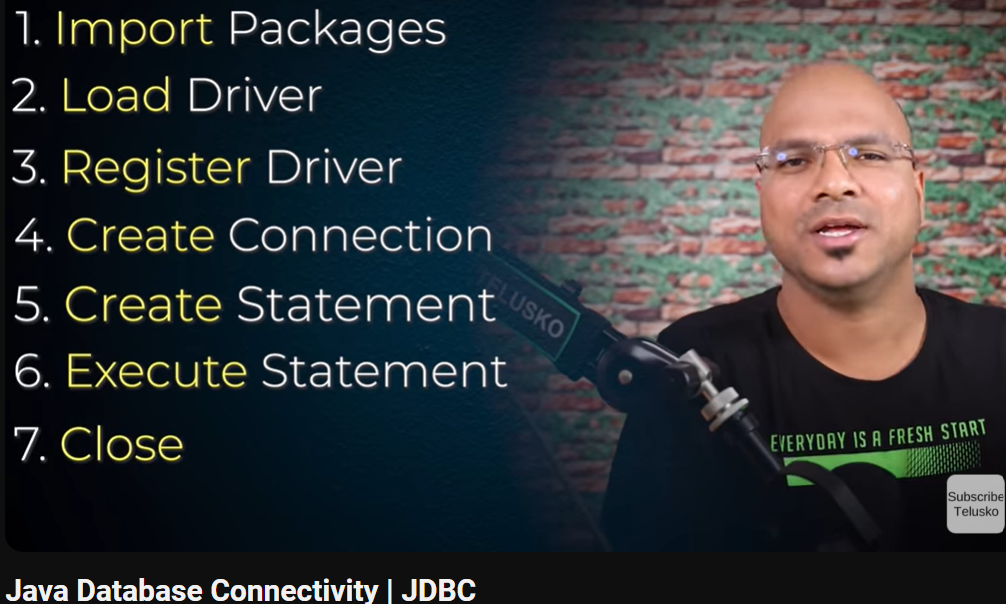 1. Import Packages
2. Load Driver
3. Register Driver
4. Create Connection
5. Create Statement
6. Execute Statement
7. Close
ELUSKO
EVERYDAY IS A FRESH START
Subscribe
Telusko
Java Database Connectivity | JDBC